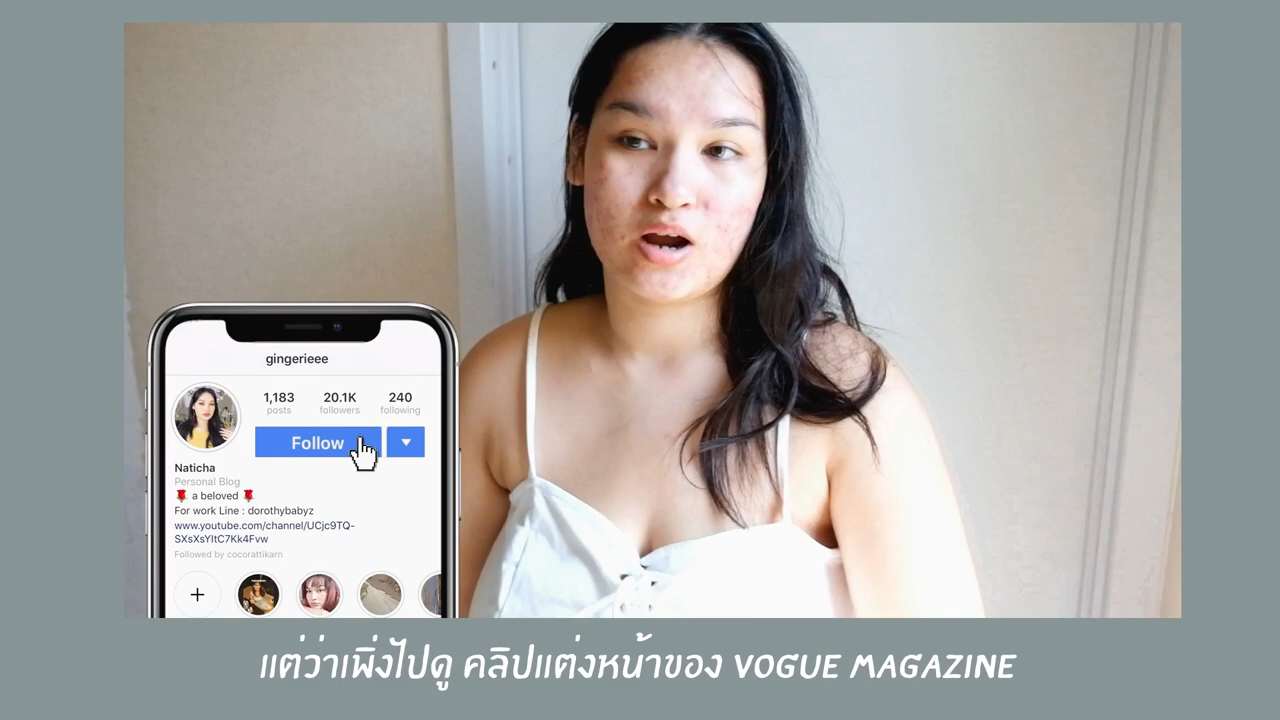 gingerieee
1,183 20.1K 240
posts followers following
Follow
Naticha
Personal Blog
🌹 a beloved 🌹
For work Line : dorothybabyz
www.youtube.com/channel/UCjc9TQ-
SXsXsYItC7Kk4Fvw
Followed by cocorattikarn
แต่ว่าเพิ่งไปดู คลิปแต่งหน้าของ VOGUE MAGAZINE